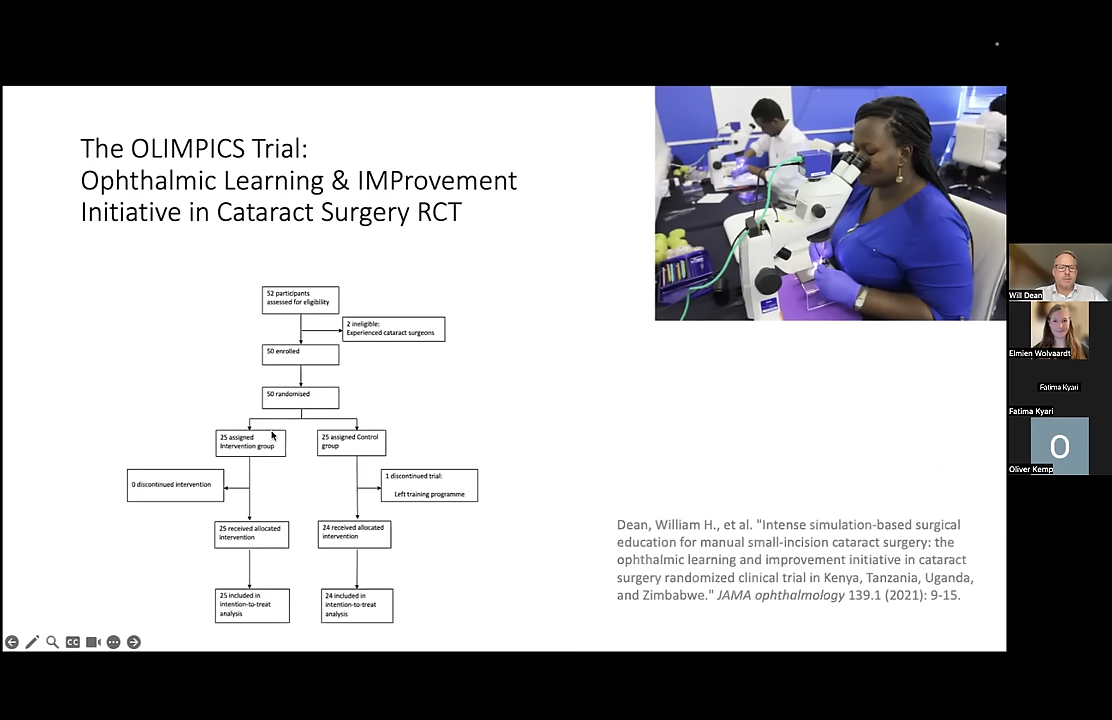 The OLIMPICS Trial:
Ophthalmic Learning & IMProvement
Initiative in Cataract Surgery RCT
52 participants
assessed for eligibility
2 ineligible:
Experienced cataract surgeons
50 enrolled
50 randomised
25 assigned
Intervention group
25 assigned Control
group
0 discontinued intervention
1 discontinued trial:
Left training programme
25 received allocated
intervention
24 received allocated
intervention
25 included in
intention-to-treat
analysis
24 included in
intention-to-treat
analysis
Dean, William H., et al. "Intense simulation-based surgical
education for manual small-incision cataract surgery: the
ophthalmic learning and improvement initiative in cataract
surgery randomized clinical trial in Kenya, Tanzania, Uganda,
and Zimbabwe." JAMA ophthalmology 139.1 (2021): 9-15.
CC
Will Dean
Elmien Wolvaardt
Fatima Kyari
Fatima Kyari
O
Oliver Kemp